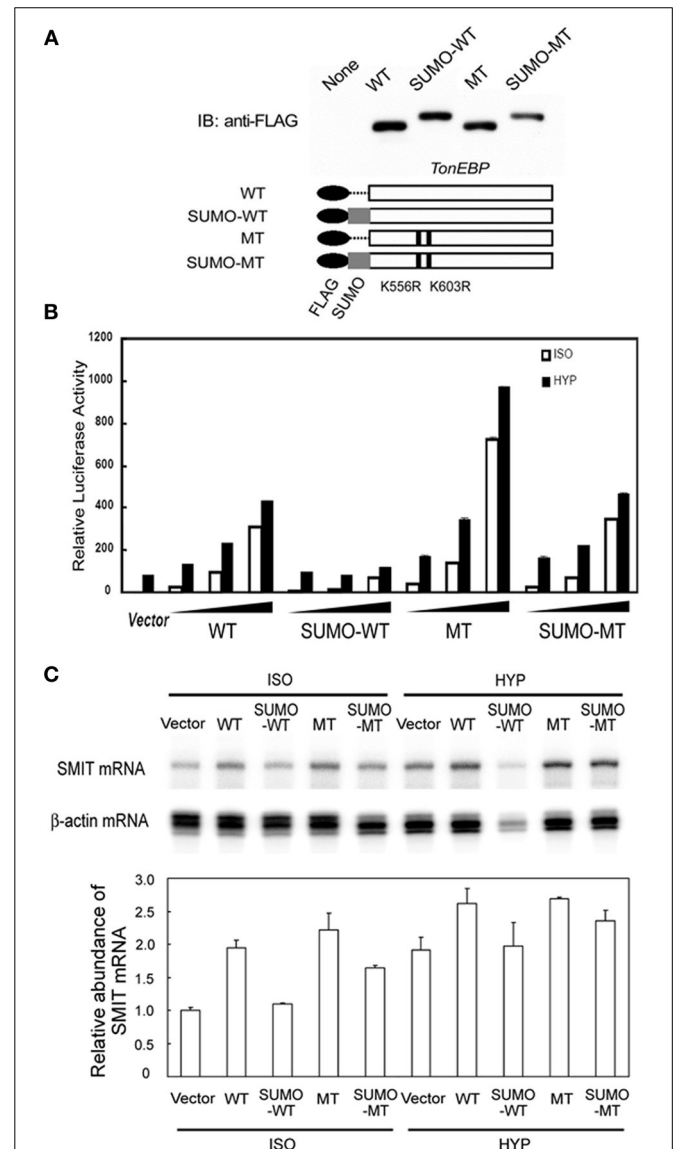 A
None WT SUMO-WT MT SUMO-MT
IB: anti-FLAG
TonEBP
WT
SUMO-WT
MT
SUMO-MT
FLAG SUMO K556R K603R
B
Relative Luciferase Activity
1200
1000
800
600
400
200
0
ISO
HYP
Vector WT SUMO-WT MT SUMO-MT
C
ISO HYP
Vector WT SUMO-WT MT SUMO-MT Vector WT SUMO-WT MT SUMO-MT
SMIT mRNA
β-actin mRNA
Relative abundance of
SMIT mRNA
3.0
2.5
2.0
1.0
0.5
0
Vector WT SUMO-WT MT SUMO-MT Vector WT SUMO-WT MT SUMO-MT
ISO HYP